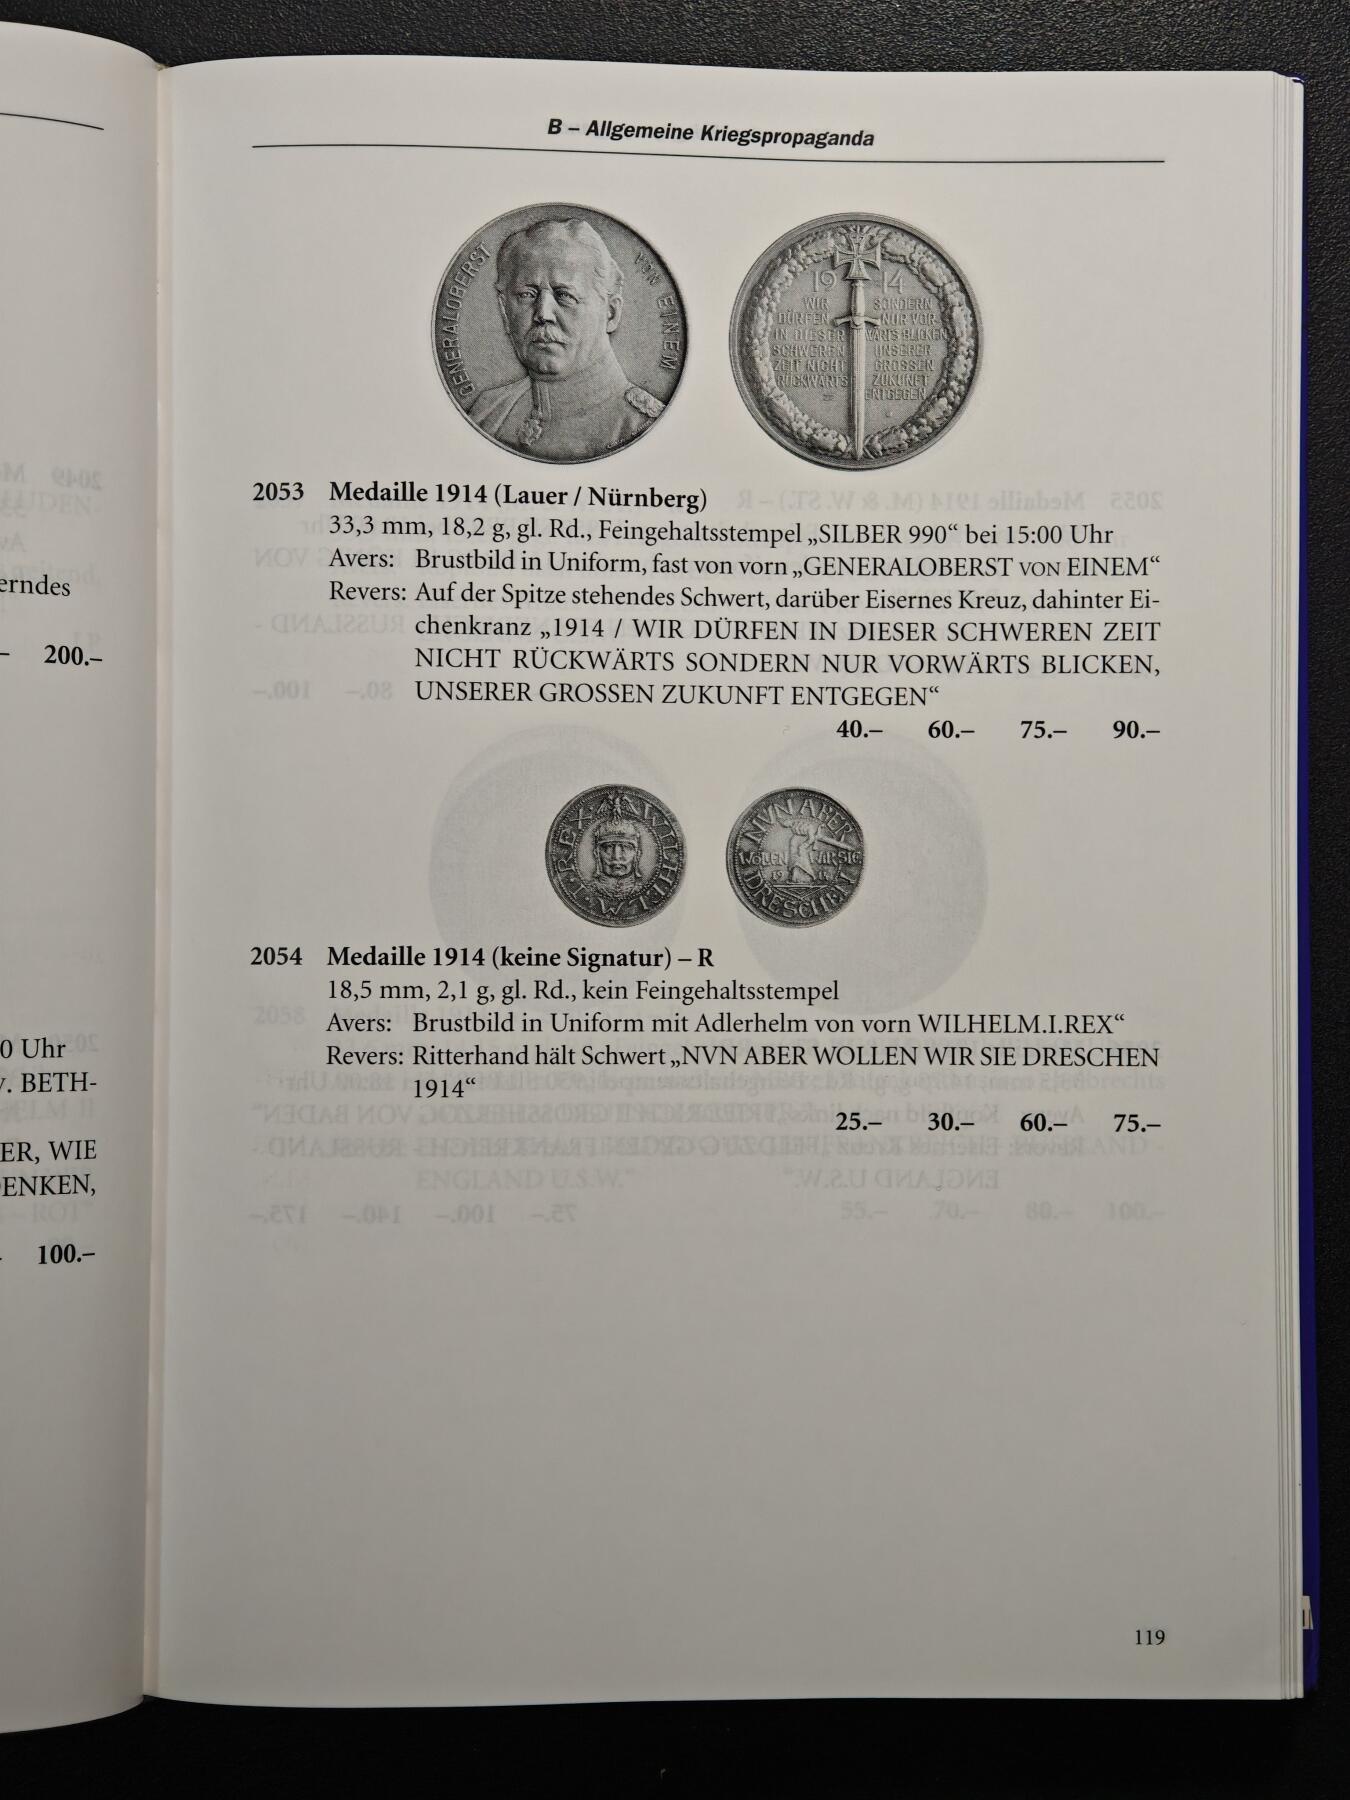 erndes
200.–
0 Uhr
v. BETH-
ER, WIE
DENKEN,
100.–
B – Allgemeine Kriegspropaganda
GENERALOBERST VON EINEM
19 14
WIR SONDERN
DÜRFEN NUR VOR-
IN DIESER WÄRTS BLICKEN
SCHWEREN UNSERER
ZEIT NICHT GROSSEN
RÜCKWÄRTS ZUKUNFT
ENTGEGEN
2053 Medaille 1914 (Lauer / Nürnberg)
33,3 mm, 18,2 g, gl. Rd., Feingehaltsstempel „SILBER 990“ bei 15:00 Uhr
Avers: Brustbild in Uniform, fast von vorn „GENERALOBERST VON EINEM“
Revers: Auf der Spitze stehendes Schwert, darüber Eisernes Kreuz, dahinter Ei-
chenkranz „1914 / WIR DÜRFEN IN DIESER SCHWEREN ZEIT
NICHT RÜCKWÄRTS SONDERN NUR VORWÄRTS BLICKEN,
UNSERER GROSSEN ZUKUNFT ENTGEGEN“
40.– 60.– 75.– 90.–
WILHELM·I·REX·
NVN ABER
WOLLEN WIR SIE
19 14
DRESCHEN
2054 Medaille 1914 (keine Signatur) – R
18,5 mm, 2,1 g, gl. Rd., kein Feingehaltsstempel
Avers: Brustbild in Uniform mit Adlerhelm von vorn WILHELM.I.REX“
Revers: Ritterhand hält Schwert „NVN ABER WOLLEN WIR SIE DRESCHEN
1914“
25.– 30.– 60.– 75.–
119